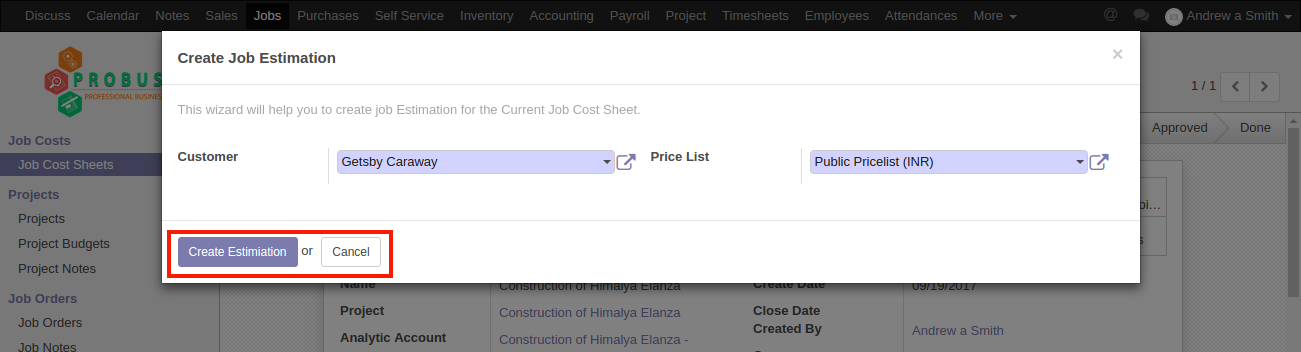 Discuss Calendar Notes Sales Jobs Purchases Self Service Inventory Accounting Payroll Project Timesheets Employees Attendances More @ Andrew a Smith
Create Job Estimation ×
PROBUS
PROFESSIONAL BUSINESS
1 / 1
This wizard will help you to create job Estimation for the Current Job Cost Sheet.
Approved Done
Job Costs
Job Cost Sheets
Customer Getsby Caraway Price List Public Pricelist (INR)
Projects
Projects
Project Budgets
Project Notes
Create Estimiation or Cancel
Name Construction of Himalya Elanza Create Date 09/19/2017
Job Orders
Project Construction of Himalya Elanza Close Date
Job Orders
Created By Andrew a Smith
Analytic Account Construction of Himalya Elanza -
Job Notes